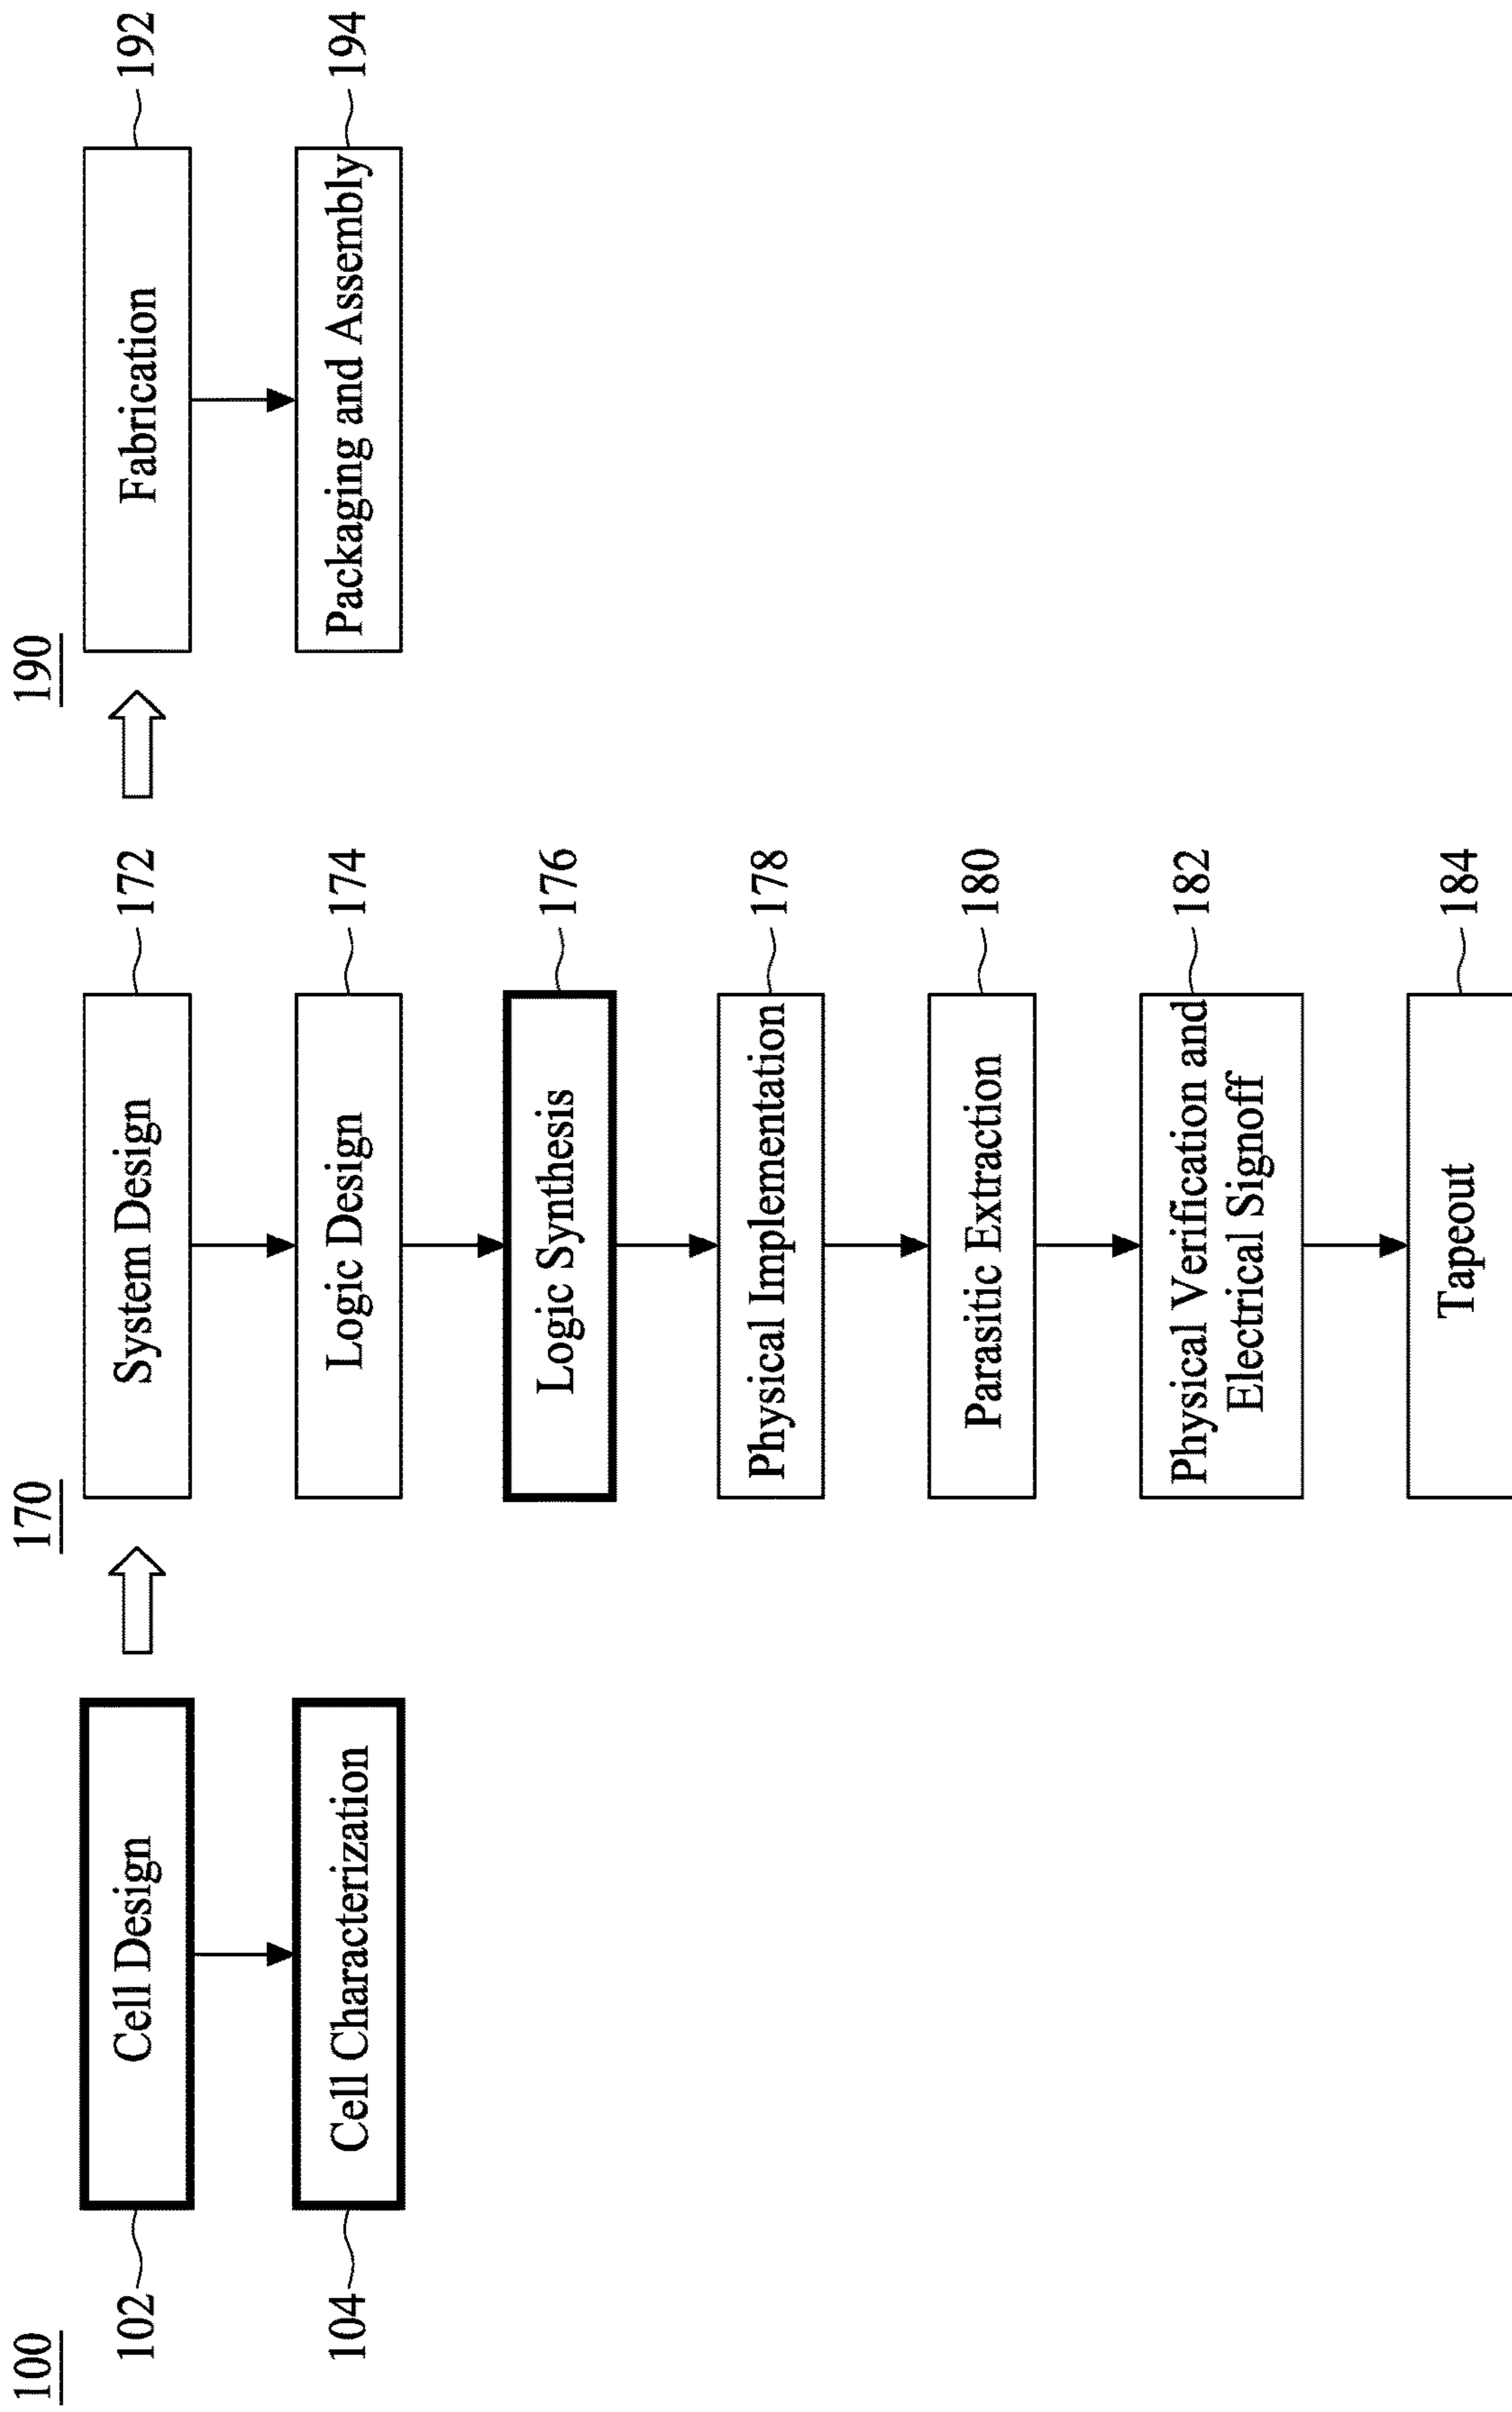 100
102
Cell Design
104
Cell Characterization
170
System Design
172
Logic Design
174
Logic Synthesis
176
Physical Implementation
178
Parasitic Extraction
180
Physical Verification and
Electrical Signoff
182
Tapeout
184
190
Fabrication
192
Packaging and Assembly
194